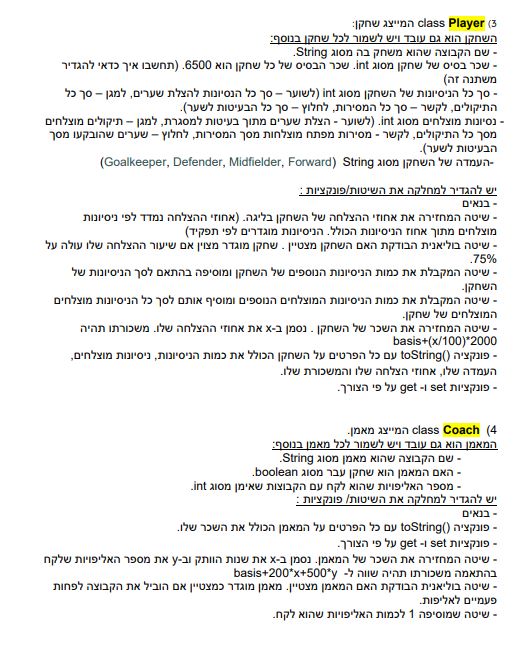 3) class Player המייצג שחקן:
השחקן הוא גם עובד ויש לשמור לכל שחקן בנוסף:
- שם הקבוצה שהוא משחק בה מסוג String.
- שכר בסיס של שחקן מסוג int. שכר הבסיס של כל שחקן הוא 6500. (תחשבו איך כדאי להגדיר
משתנה זה)
- סך כל הניסיונות של השחקן מסוג int (לשוער – סך כל הנסיונות להצלת שערים, למגן – סך כל
התיקולים, לקשר – סך כל המסירות, לחלוץ – סך כל הבעיטות לשער).
- נסיונות מוצלחים מסוג int. (לשוער - הצלת שערים מתוך בעיטות למסגרת, למגן – תיקולים מוצלחים
מסך כל התיקולים, לקשר - מסירות מפתח מוצלחות מסך המסירות, לחלוץ – שערים שהובקעו מסך
הבעיטות לשער).
-העמדה של השחקן מסוג String (Goalkeeper, Defender, Midfielder, Forward)
יש להגדיר למחלקה את השיטות/פונקציות :
- בנאים
- שיטה המחזירה את אחוזי ההצלחה של השחקן בליגה. (אחוזי ההצלחה נמדד לפי ניסיונות
מוצלחים מתוך אחוז הניסיונות הכולל. הניסיונות מוגדרים לפי תפקיד)
- שיטה בוליאנית הבודקת האם השחקן מצטיין . שחקן מוגדר מצוין אם שיעור ההצלחה שלו עולה על
75%.
- שיטה המקבלת את כמות הניסיונות הנוספים של השחקן ומוסיפה בהתאם לסך הניסיונות של
השחקן.
- שיטה המקבלת את כמות הניסיונות המוצלחים הנוספים ומוסיף אותם לסך כל הניסיונות מוצלחים
המוצלחים של שחקן.
- שיטה המחזירה את השכר של השחקן . נסמן ב-x את אחוזי ההצלחה שלו. משכורתו תהיה
basis+(x/100)*2000
- פונקציה toString() עם כל הפרטים על השחקן הכולל את כמות הניסיונות, ניסיונות מוצלחים,
העמדה שלו, אחוזי הצלחה שלו והמשכורת שלו.
- פונקציות set ו- get על פי הצורך.
4) class Coach המייצג מאמן.
המאמן הוא גם עובד ויש לשמור לכל מאמן בנוסף:
- שם הקבוצה שהוא מאמן מסוג String.
- האם המאמן הוא שחקן עבר מסוג boolean.
- מספר האליפויות שהוא לקח עם הקבוצות שאימן מסוג int.
יש להגדיר למחלקה את השיטות/ פונקציות :
- בנאים
- פונקציה toString() עם כל הפרטים על המאמן הכולל את השכר שלו.
- פונקציות set ו- get על פי הצורך.
- שיטה המחזירה את השכר של המאמן. נסמן ב-x את שנות הוותק וב-y את מספר האליפויות שלקח
בהתאמה משכורתו תהיה שווה ל- basis+200*x+500*y
- שיטה בוליאנית הבודקת האם המאמן מצטיין. מאמן מוגדר כמצטיין אם הוביל את הקבוצה לפחות
פעמיים לאליפות.
- שיטה שמוסיפה 1 לכמות האליפויות שהוא לקח.